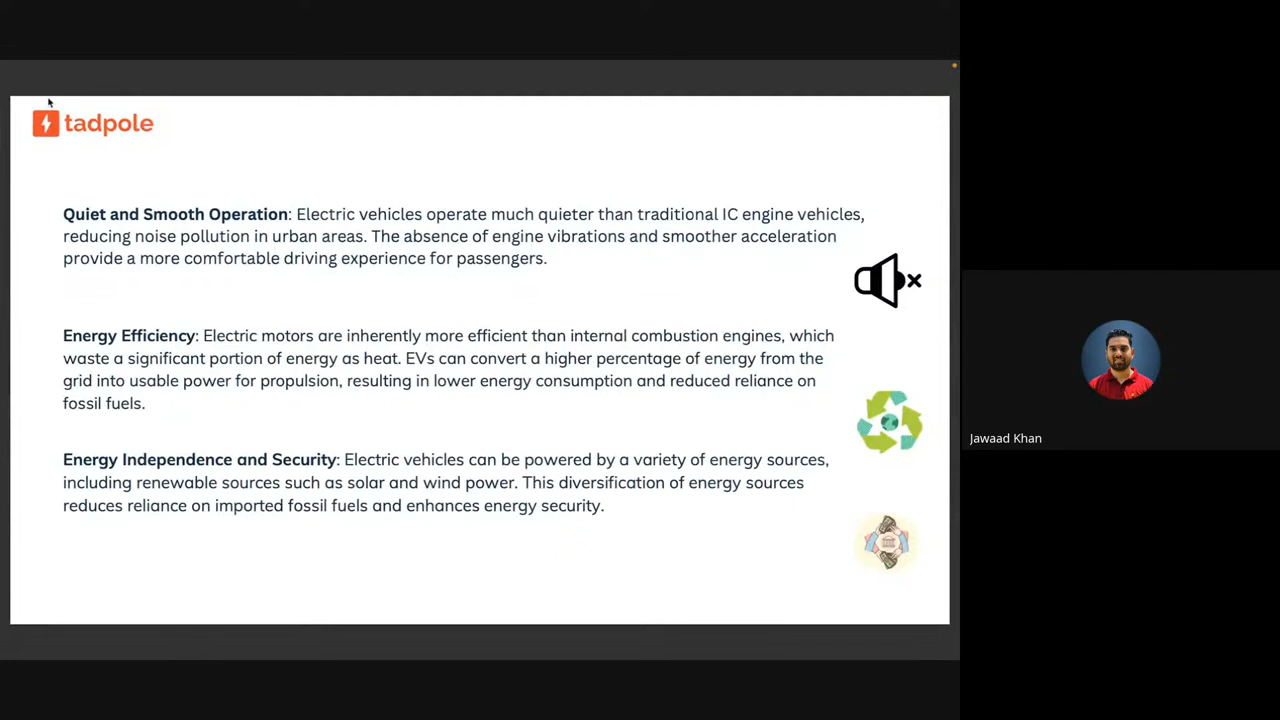 tadpole
Quiet and Smooth Operation: Electric vehicles operate much quieter than traditional IC engine vehicles,
reducing noise pollution in urban areas. The absence of engine vibrations and smoother acceleration
provide a more comfortable driving experience for passengers.
Energy Efficiency: Electric motors are inherently more efficient than internal combustion engines, which
waste a significant portion of energy as heat. EVs can convert a higher percentage of energy from the
grid into usable power for propulsion, resulting in lower energy consumption and reduced reliance on
fossil fuels.
Energy Independence and Security: Electric vehicles can be powered by a variety of energy sources,
including renewable sources such as solar and wind power. This diversification of energy sources
reduces reliance on imported fossil fuels and enhances energy security.
Jawaad Khan